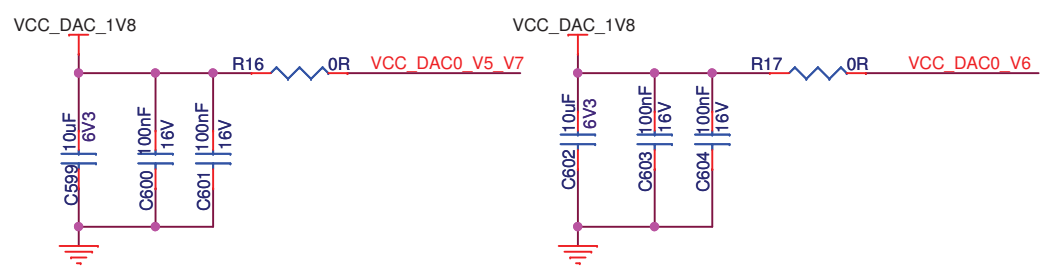 VCC_DAC_1V8
R16 0R VCC_DAC0_V5_V7
C599 10uF 6V3
C600 100nF 16V
C601 100nF 16V
VCC_DAC_1V8
R17 0R VCC_DAC0_V6
C602 10uF 6V3
C603 100nF 16V
C604 100nF 16V